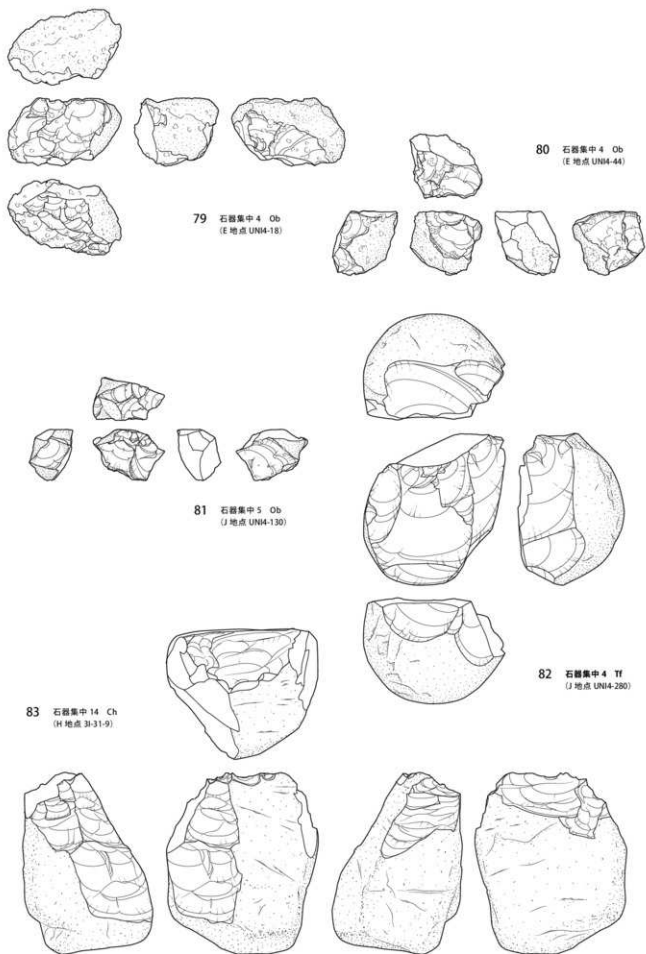 79 石器集中 4 Ob
(E 地点 UNI4-18)
80 石器集中 4 Ob
(E 地点 UNI4-44)
81 石器集中 5 Ob
(J 地点 UNI4-130)
82 石器集中 4 Tf
(J 地点 UNI4-280)
83 石器集中 14 Ch
(H 地点 3I-31-9)